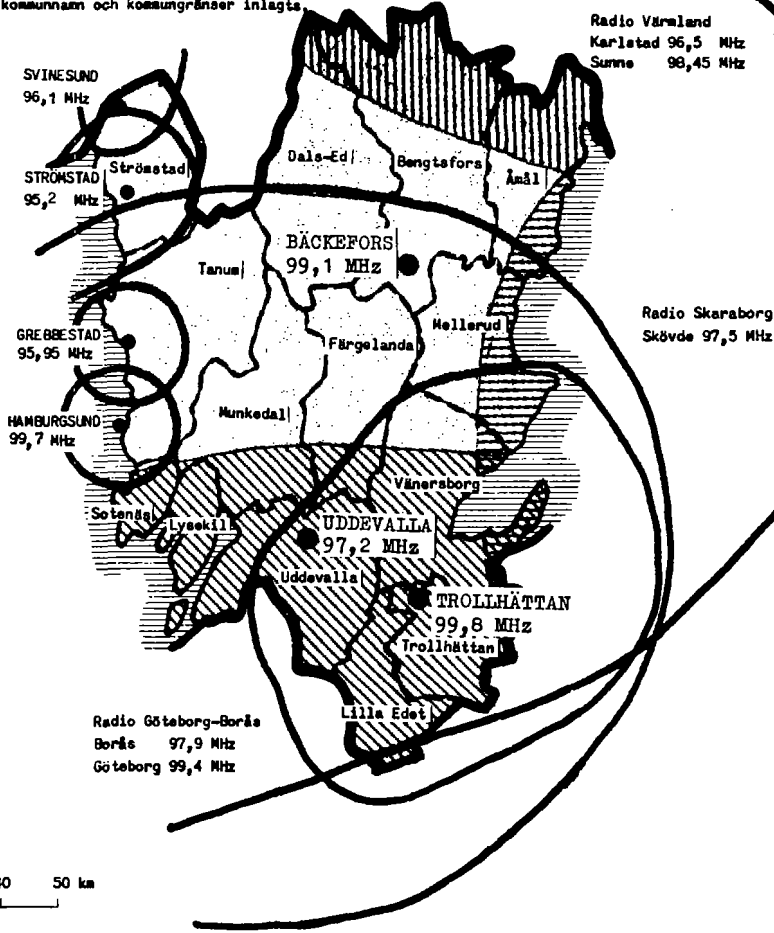 kommunnamn och kommungränser inlagts.
Radio Värmland
Karlstad 96,5 MHz
Sunne 98,45 MHz
SVINESUND
96,1 MHz
STRÖMSTAD
95,2 MHz
Strömstad
Dals-Ed
Bengtsfors
Åmål
BÄCKEFORS
99,1 MHz
Tanum
Radio Skaraborg
Skövde 97,5 MHz
GREBBESTAD
95,95 MHz
Färgelanda
Mellerud
HAMBURGSUND
99,7 MHz
Munkedal
Vänersborg
Sotenäs
Lysekil
UDDEVALLA
97,2 MHz
Uddevalla
TROLLHÄTTAN
99,8 MHz
Trollhättan
Lilla Edet
Radio Göteborg-Borås
Borås 97,9 MHz
Göteborg 99,4 MHz
50 km